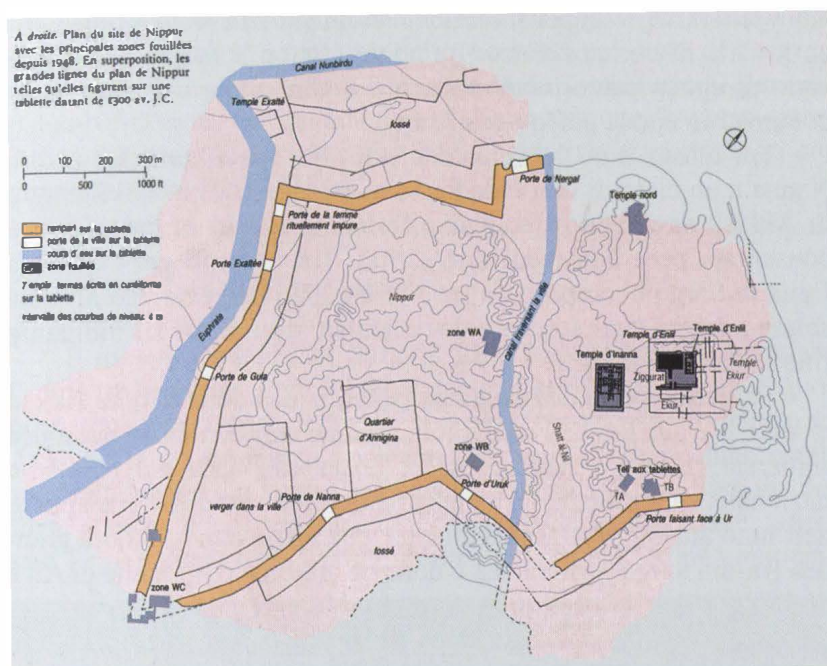 A droite. Plan du site de Nippur
avec les principales zones fouillées
depuis 1948. En superposition, les
grandes lignes du plan de Nippur
telles qu'elles figurent sur une
tablette datant de 1300 av. J.C.
0 100 200 300 m
0 500 1000 ft
rempart sur la tablette
porte de la ville sur la tablette
cours d'eau sur la tablette
zone fouillée
Temple termes écrits en cunéiforme
sur la tablette
intervalle des courbes de niveau: 4 m
Canal Nunbirdu
Temple Exalté
fossé
Porte de Nergal
Temple nord
Porte de la femme
rituellement impure
Porte Exaltée
Nippur
Euphrate
canal traversant la ville
zone WA
Temple d'Enlil
Temple d'Enlil
Temple d'Inanna
Temple
Ekur
Ziggurat
Ekur
Porte de Gula
Quartier
d'Annigina
Shatt al-Nil
zone WB
Tell aux tablettes
TA
TB
Porte d'Uruk
Porte de Nanna
verger dans la ville
Porte faisant face à Ur
fossé
zone WC